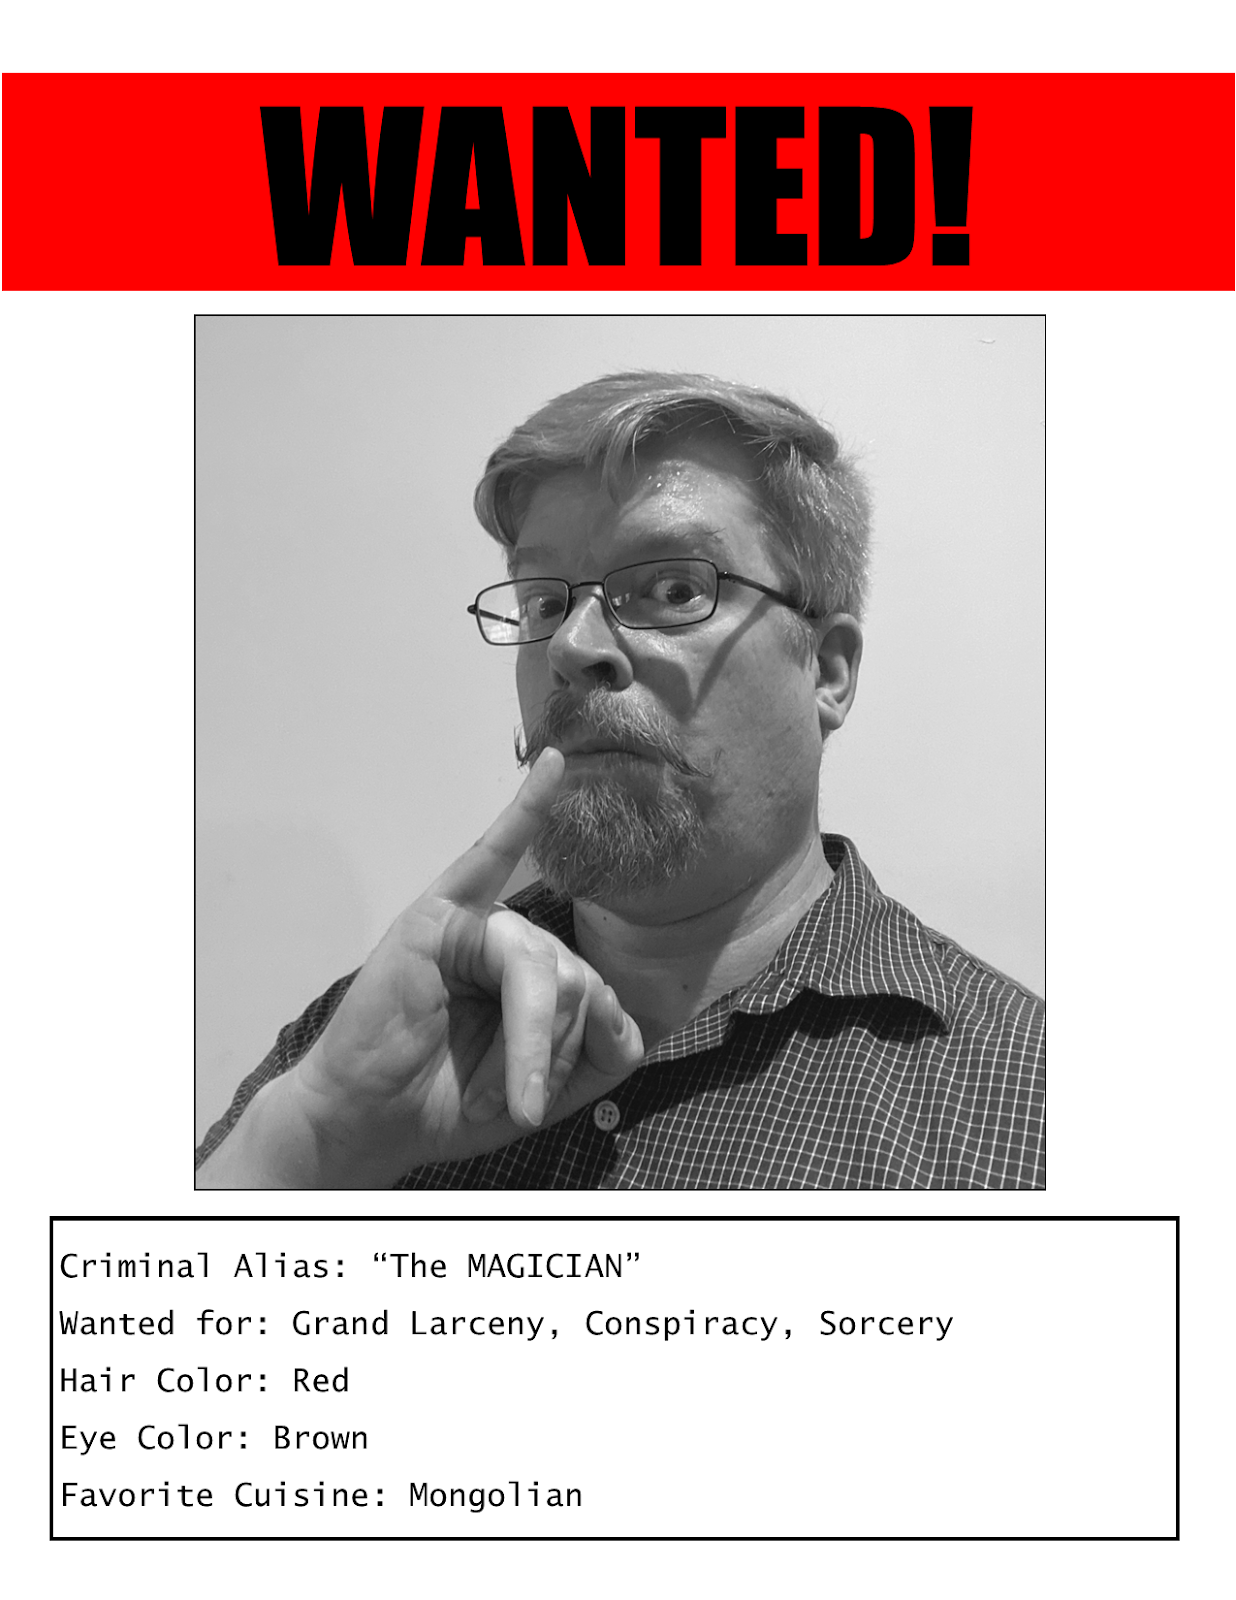 WANTED!
Criminal Alias: “The MAGICIAN”
Wanted for: Grand Larceny, Conspiracy, Sorcery
Hair Color: Red
Eye Color: Brown
Favorite Cuisine: Mongolian